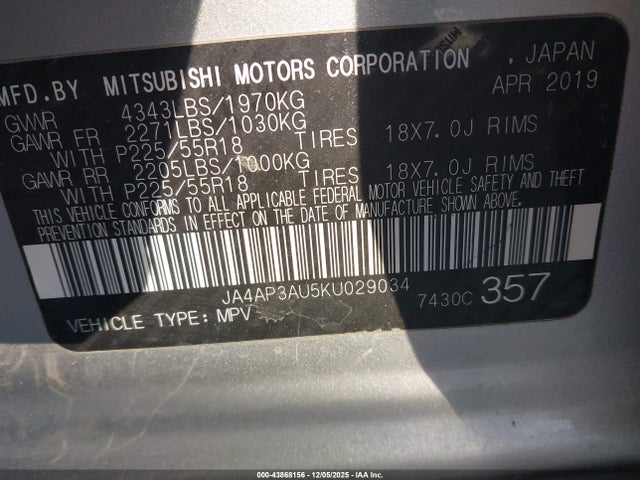 MFD.BY MITSUBISHI MOTORS CORPORATION , JAPAN
APR 2019
GVWR 4343LBS/1970KG
GAWR FR 2271LBS/1030KG
WITH P225/55R18 TIRES 18X7.0J RIMS
GAWR RR 2205LBS/1000KG
WITH P225/55R18 TIRES 18X7.0J RIMS
THIS VEHICLE CONFORMS TO ALL APPLICABLE FEDERAL MOTOR VEHICLE SAFETY AND THEFT
PREVENTION STANDARDS IN EFFECT ON THE DATE OF MANUFACTURE SHOWN ABOVE.
JA4AP3AU5KU029034
7430C 357
VEHICLE TYPE: MPV
000-43868156 - 12/05/2025 - IAA Inc.